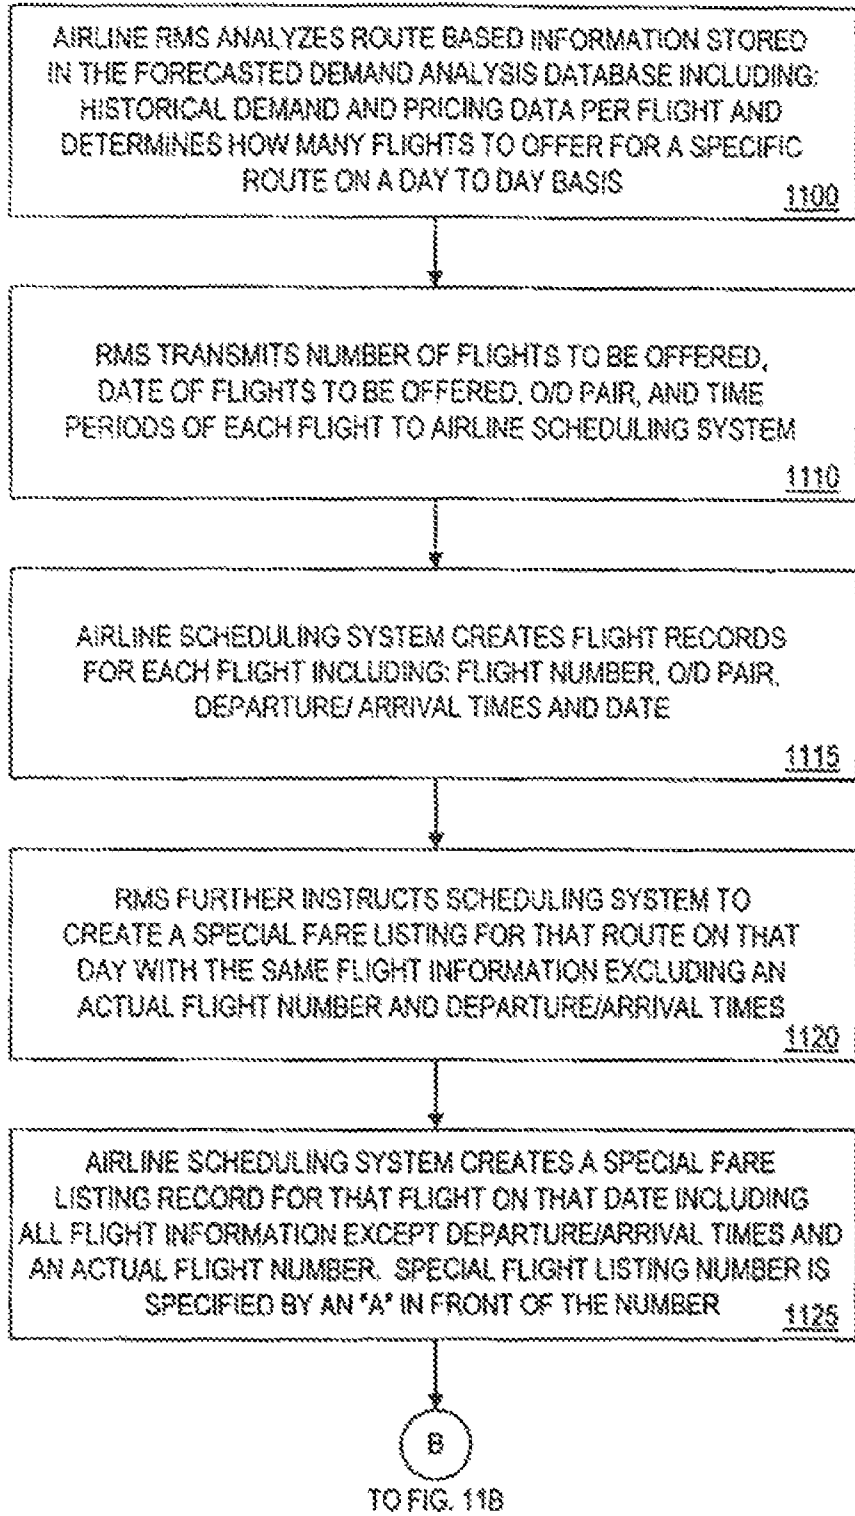 AIRLINE RMS ANALYZES ROUTE BASED INFORMATION STORED
IN THE FORECASTED DEMAND ANALYSIS DATABASE INCLUDING:
HISTORICAL DEMAND AND PRICING DATA PER FLIGHT AND
DETERMINES HOW MANY FLIGHTS TO OFFER FOR A SPECIFIC
ROUTE ON A DAY TO DAY BASIS
1100
RMS TRANSMITS NUMBER OF FLIGHTS TO BE OFFERED,
DATE OF FLIGHTS TO BE OFFERED, O/D PAIR, AND TIME
PERIODS OF EACH FLIGHT TO AIRLINE SCHEDULING SYSTEM
1110
AIRLINE SCHEDULING SYSTEM CREATES FLIGHT RECORDS
FOR EACH FLIGHT INCLUDING: FLIGHT NUMBER, O/D PAIR,
DEPARTURE/ ARRIVAL TIMES AND DATE
1115
RMS FURTHER INSTRUCTS SCHEDULING SYSTEM TO
CREATE A SPECIAL FARE LISTING FOR THAT ROUTE ON THAT
DAY WITH THE SAME FLIGHT INFORMATION EXCLUDING AN
ACTUAL FLIGHT NUMBER AND DEPARTURE/ARRIVAL TIMES
1120
AIRLINE SCHEDULING SYSTEM CREATES A SPECIAL FARE
LISTING RECORD FOR THAT FLIGHT ON THAT DATE INCLUDING
ALL FLIGHT INFORMATION EXCEPT DEPARTURE/ARRIVAL TIMES AND
AN ACTUAL FLIGHT NUMBER. SPECIAL FLIGHT LISTING NUMBER IS
SPECIFIED BY AN "A" IN FRONT OF THE NUMBER
1125
B
TO FIG. 11B